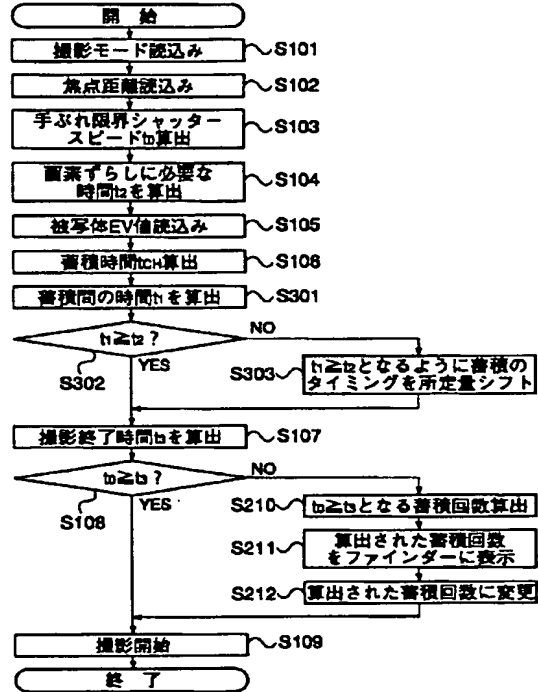 開 始
撮影モード読込み S101
焦点距離読込み S102
手ぶれ限界シャッター
スピードt₀算出 S103
画素ずらしに必要な
時間t₂を算出 S104
被写体EV値読込み S105
蓄積時間tCH算出 S106
蓄積間の時間t₁を算出 S301
t₁≧t₂？
NO
YES
S302
S303 t₁≧t₂となるように蓄積の
タイミングを所定量シフト
撮影終了時間t₃を算出 S107
t₀≧t₃？
NO
YES
S108
S210 t₀≧t₃となる蓄積回数算出
S211 算出された蓄積回数
をファインダーに表示
S212 算出された蓄積回数に変更
撮影開始 S109
終 了